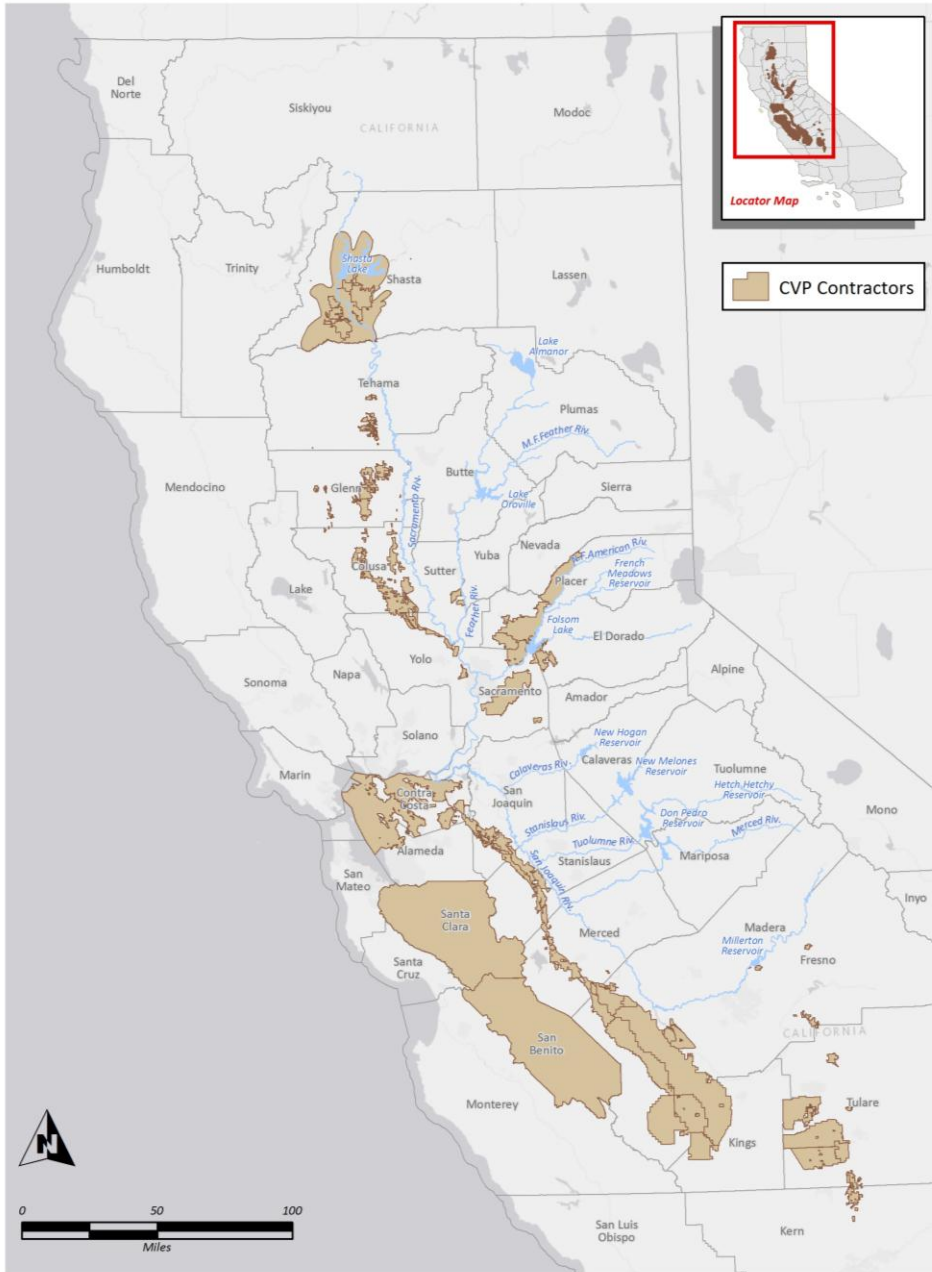 Del
Norte
Siskiyou
CALIFORNIA
Modoc
Locator Map
CVP Contractors
Humboldt
Trinity
Shasta
Lake
Shasta
Lassen
Tehama
Lake
Almanor
Plumas
M.F.Feather Riv.
Mendocino
Glenn
Butte
Lake
Oroville
Sierra
Sacramento Riv.
Colusa
Sutter
Yuba
Nevada
Feather Riv.
Placer
F.American Riv.
French
Meadows
Reservoir
Lake
Folsom
Lake
El Dorado
Yolo
Sonoma
Napa
Sacramento
Amador
Alpine
Solano
Marin
New Hogan
Reservoir
Calaveras
Calaveras Riv.
New Melones
Reservoir
Tuolumne
Hetch Hetchy
Reservoir
Contra
Costa
San
Joaquin
Don Pedro
Reservoir
Mono
Stanislaus Riv.
Tuolumne Riv.
Merced Riv.
Alameda
Stanislaus
Mariposa
San
Mateo
San Joaquin Riv.
Inyo
Santa
Clara
Merced
Madera
Millerton
Reservoir
Santa
Cruz
Fresno
San
Benito
CALIFORNIA
Monterey
Tulare
Kings
N
0
50
100
Miles
San Luis
Obispo
Kern